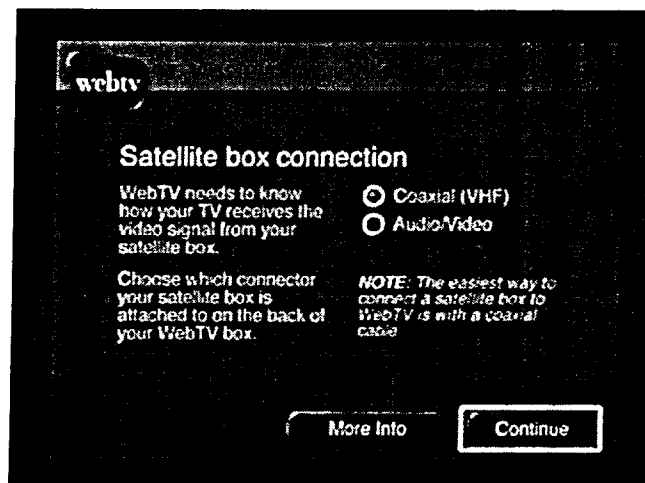 webtv
Satellite box connection
WebTV needs to know
how your TV receives the
video signal from your
satellite box.
Choose which connector
your satellite box is
attached to on the back of
your WebTV box.
Coaxial (VHF)
Audio/Video
NOTE: The easiest way to
connect a satellite box to
WebTV is with a coaxial
cable
More Info
Continue